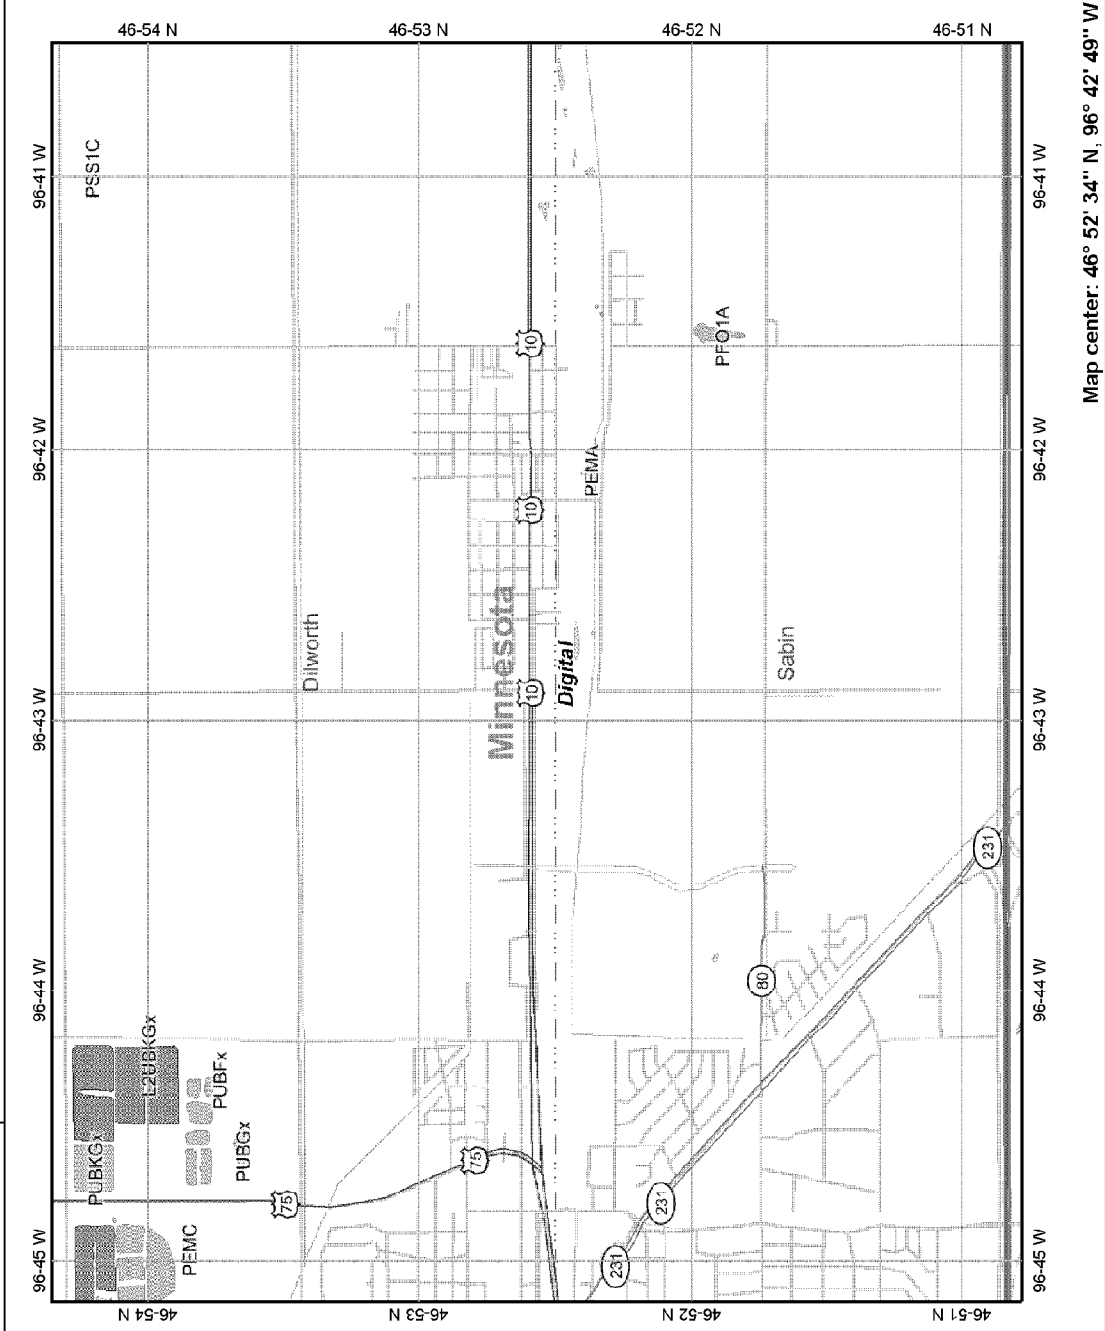 46-54 N
46-53 N
46-52 N
46-51 N
96-41 W
96-41 W
PSS1C
10
PFO1A
96-42 W
96-42 W
PEMA
10
Minnesota
Dilworth
Digital
Sabin
10
96-43 W
96-43 W
231
80
96-44 W
96-44 W
L2UBKGx
PUBFx
PUBKGx
PUBGx
75
75
231
PEMC
231
96-45 W
96-45 W
46-54 N
46-53 N
46-52 N
46-51 N
Map center: 46° 52' 34" N, 96° 42' 49" W